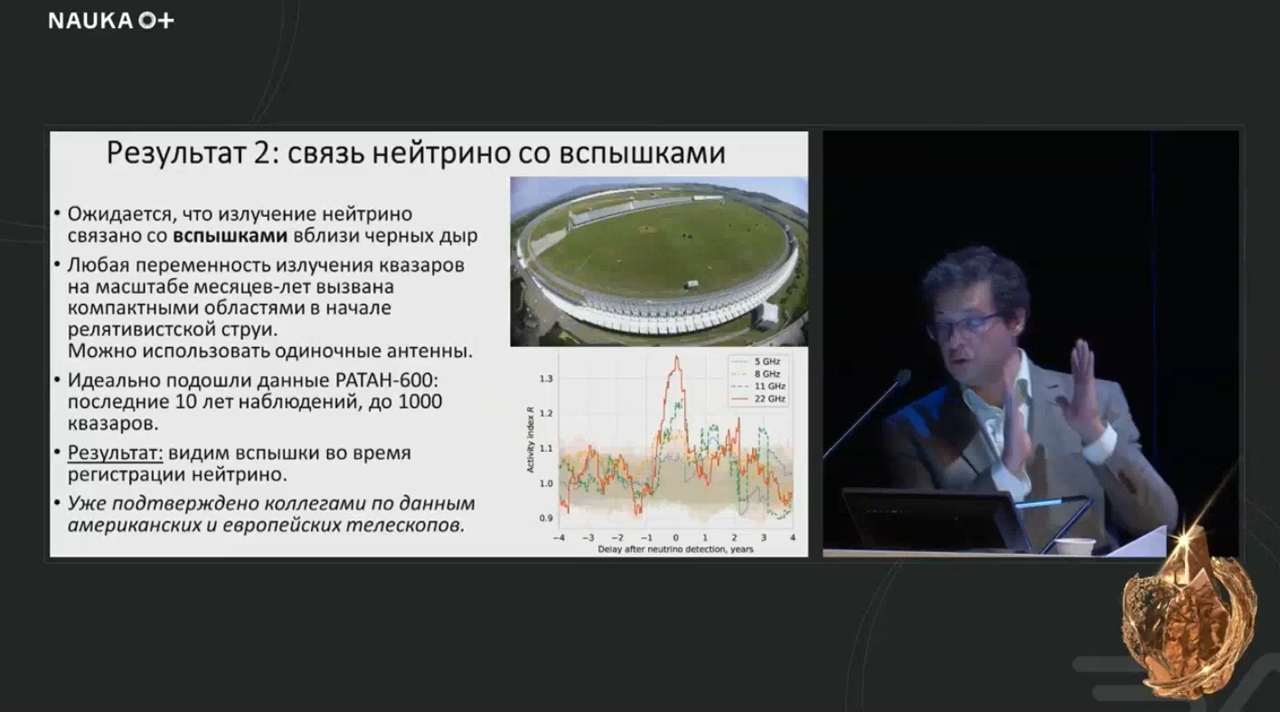 NAUKA O+
Результат 2: связь нейтрино со вспышками
• Ожидается, что излучение нейтрино
связано со вспышками вблизи черных дыр
• Любая переменность излучения квазаров
на масштабе месяцев-лет вызвана
компактными областями в начале
релятивистской струи.
Можно использовать одиночные антенны.
• Идеально подошли данные РАТАН-600:
последние 10 лет наблюдений, до 1000
квазаров.
• Результат: видим вспышки во время
регистрации нейтрино.
• Уже подтверждено коллегами по данным
американских и европейских телескопов.
5 GHz
8 GHz
11 GHz
22 GHz
Activity index R
1.3
1.2
1.1
1.0
0.9
−4 −3 −2 −1 0 1 2 3 4
Delay after neutrino detection, years